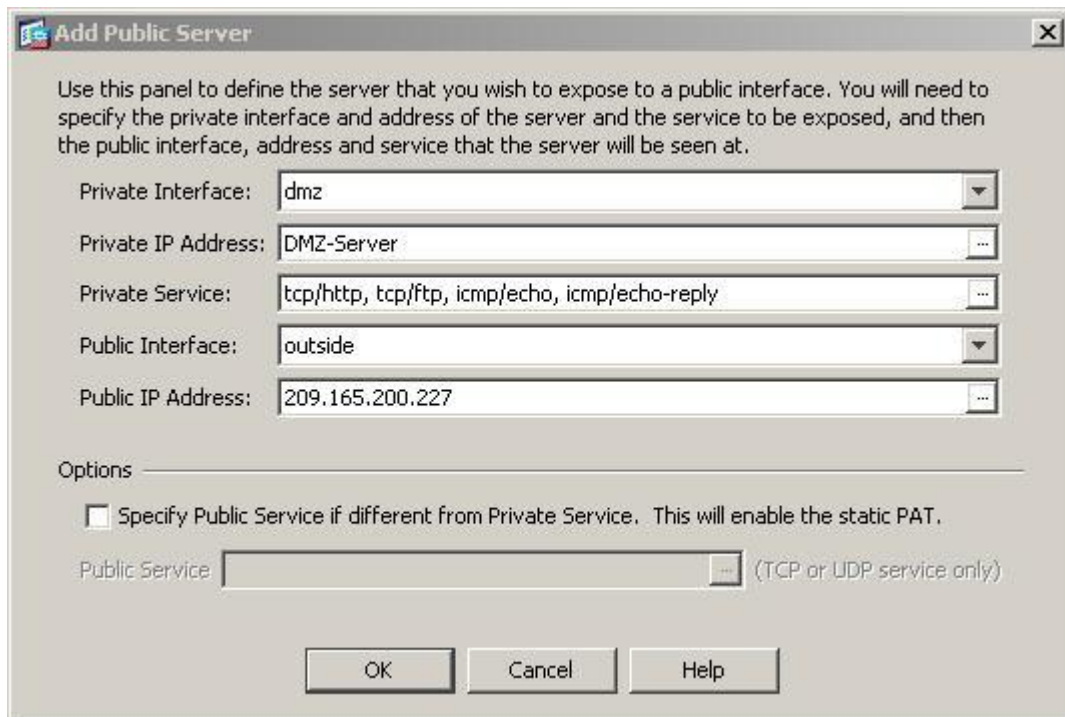 Add Public Server
Use this panel to define the server that you wish to expose to a public interface. You will need to
specify the private interface and address of the server and the service to be exposed, and then
the public interface, address and service that the server will be seen at.
Private Interface: dmz
Private IP Address: DMZ-Server ...
Private Service: tcp/http, tcp/ftp, icmp/echo, icmp/echo-reply ...
Public Interface: outside
Public IP Address: 209.165.200.227 ...
Options
Specify Public Service if different from Private Service. This will enable the static PAT.
Public Service ... (TCP or UDP service only)
OK Cancel Help